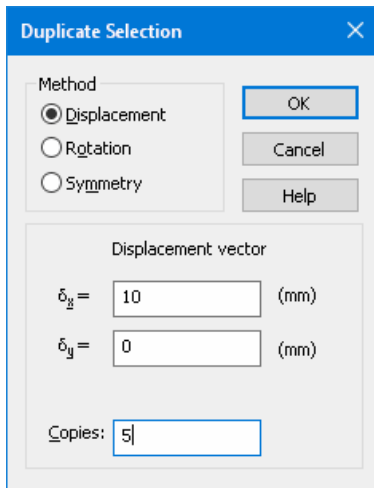 Duplicate Selection
Method
Displacement
Rotation
Symmetry
OK
Cancel
Help
Displacement vector
δx = 10 (mm)
δy = 0 (mm)
Copies: 5